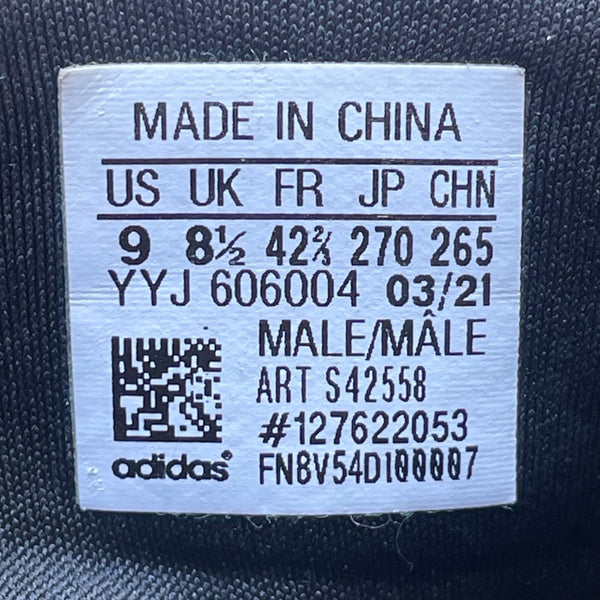 MADE IN CHINA
US UK FR JP CHN
9 8½ 42⅔ 270 265
YYJ 606004 03/21
MALE/MÂLE
ART S42558
#127622053
adidas® FN8V54D100007